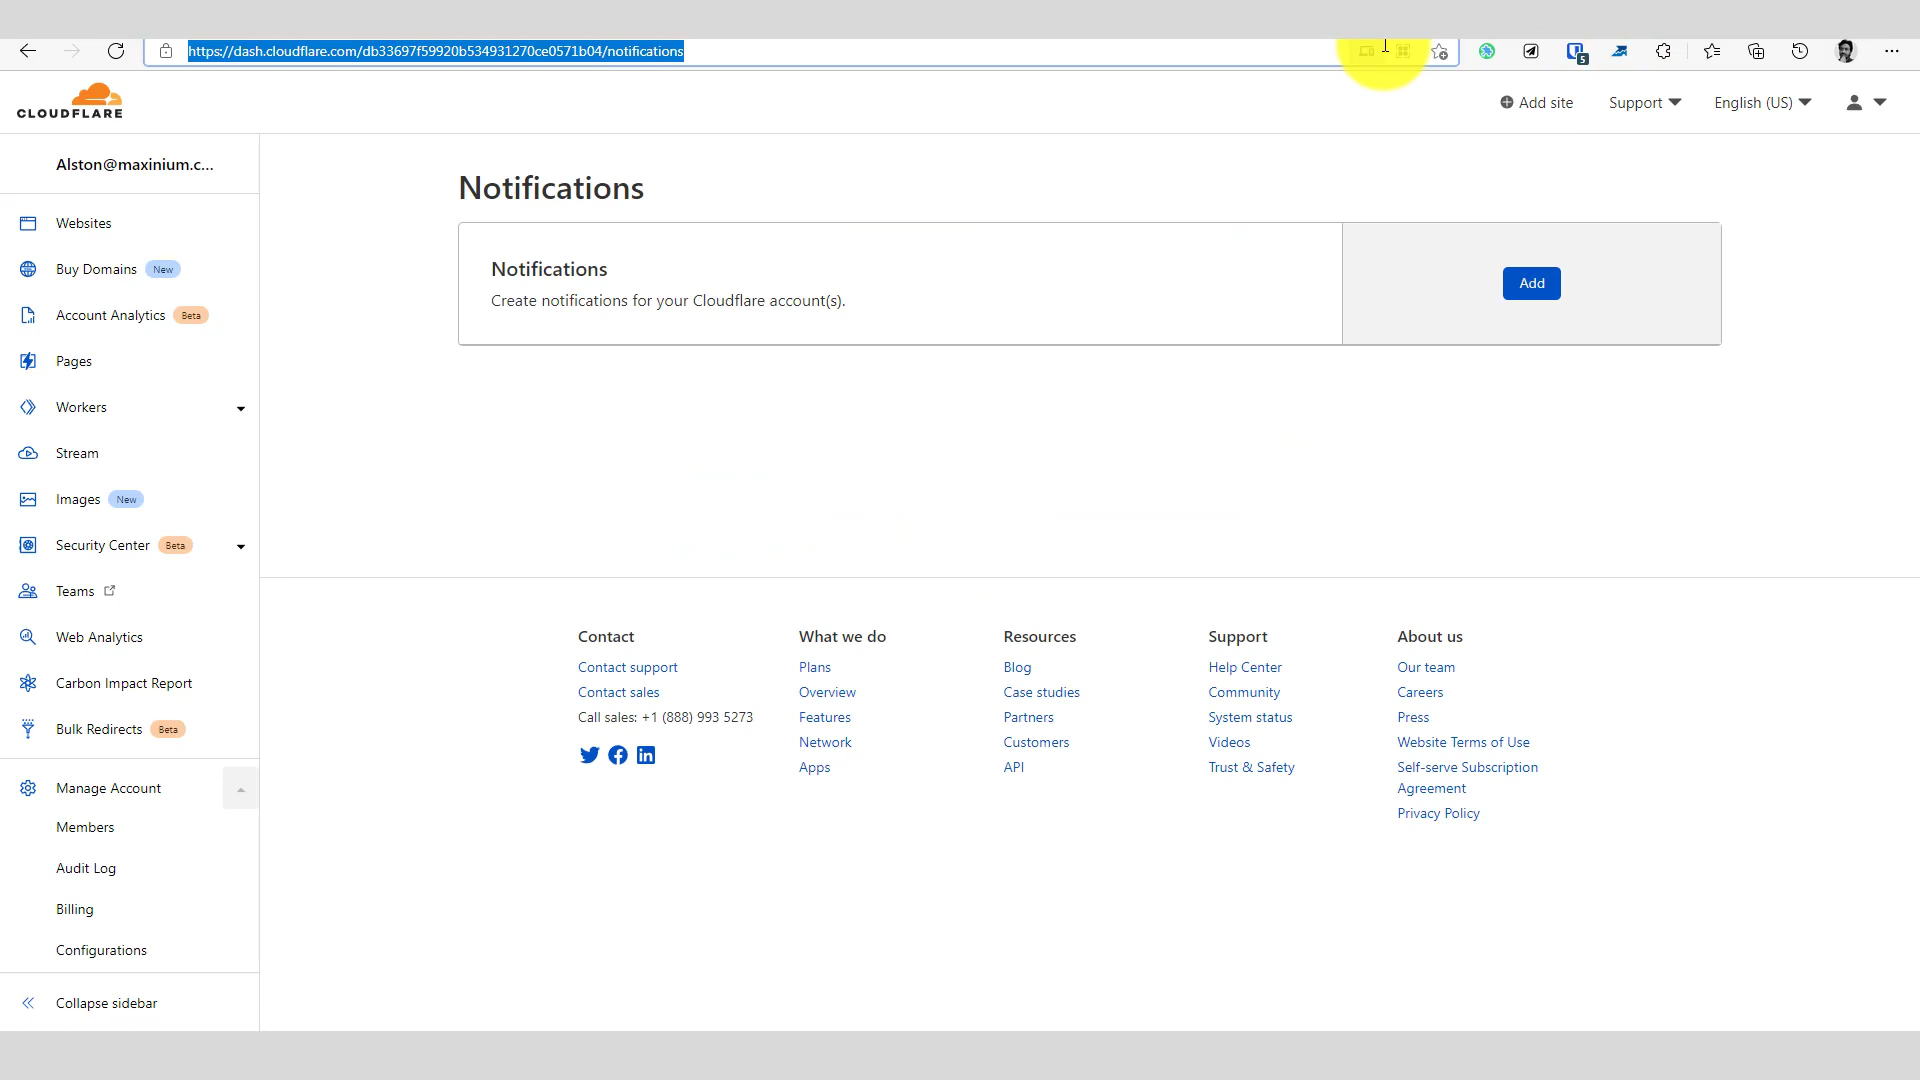 https://dash.cloudflare.com/db33697f59920b534931270ce0571b04/notifications
5
CLOUDFLARE
Add site
Support
English (US)
Alston@maxinium.c...
Websites
Buy Domains New
Account Analytics Beta
Pages
Workers
Stream
Images New
Security Center Beta
Teams
Web Analytics
Carbon Impact Report
Bulk Redirects Beta
Manage Account
Members
Audit Log
Billing
Configurations
Collapse sidebar
Notifications
Notifications
Create notifications for your Cloudflare account(s).
Add
Contact
Contact support
Contact sales
Call sales: +1 (888) 993 5273
What we do
Plans
Overview
Features
Network
Apps
Resources
Blog
Case studies
Partners
Customers
API
Support
Help Center
Community
System status
Videos
Trust & Safety
About us
Our team
Careers
Press
Website Terms of Use
Self-serve Subscription
Agreement
Privacy Policy